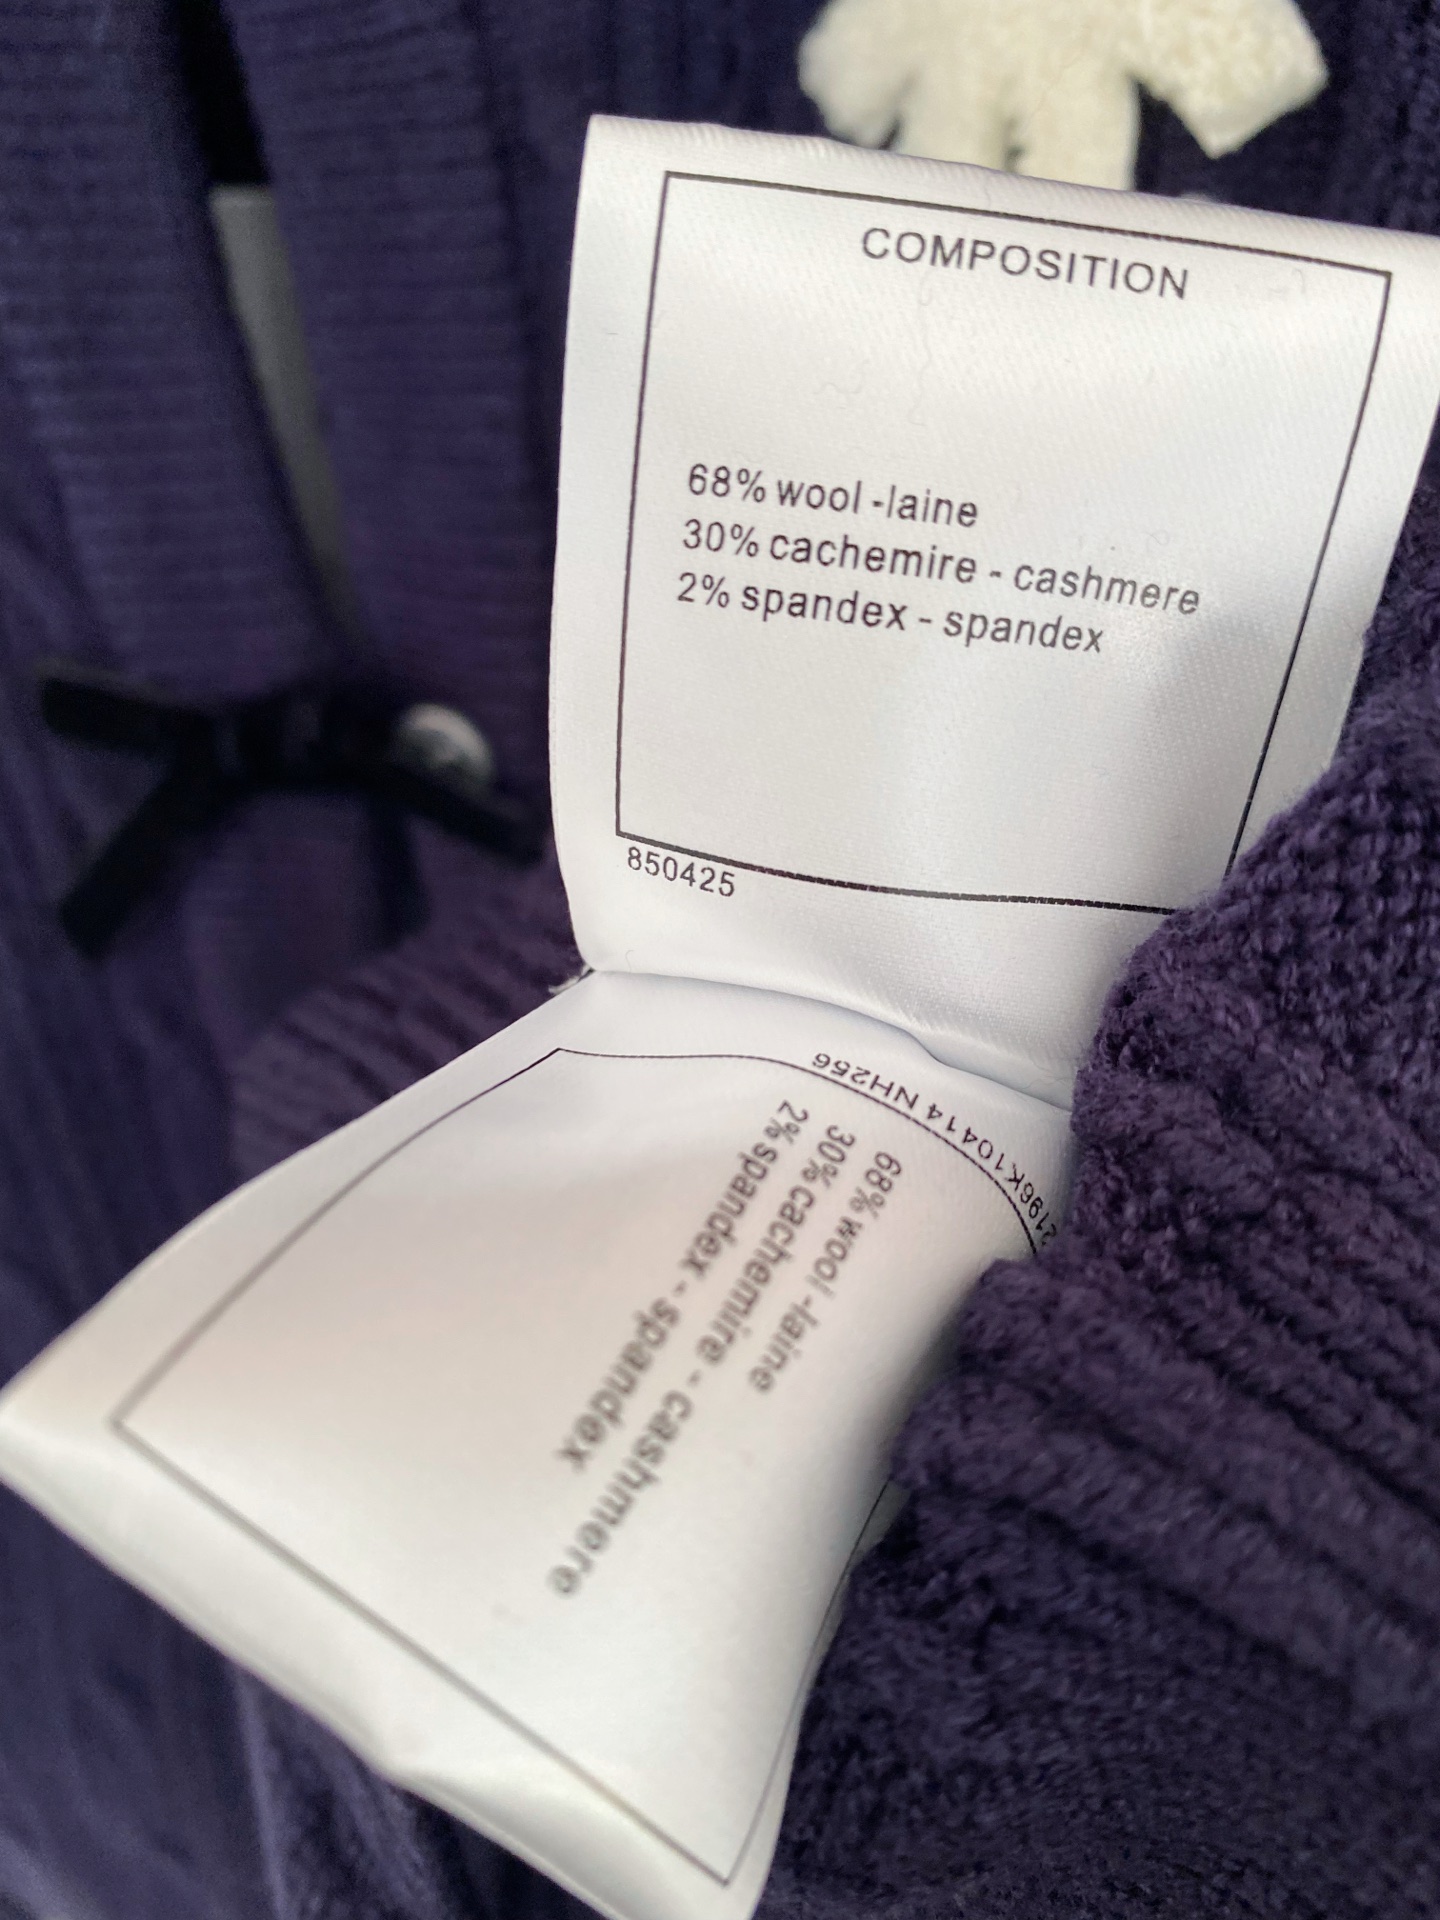 COMPOSITION
68% wool -laine
30% cachemire - cashmere
2% spandex - spandex
850425
2196K10414 NH256
68% wool -laine
30% cachemire - cashmere
2% spandex - spandex